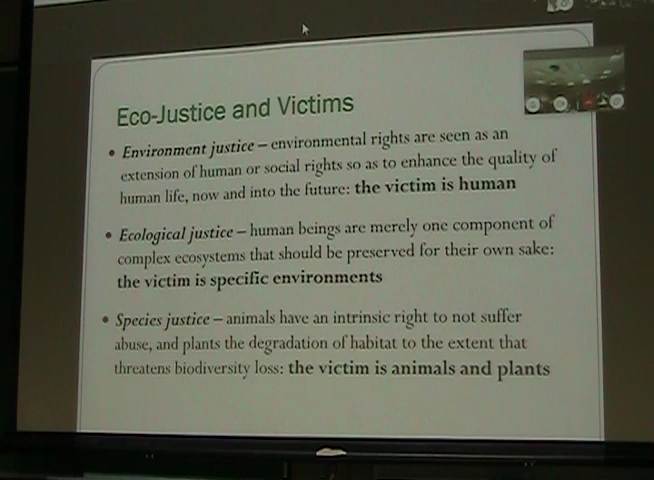 Eco-Justice and Victims
• Environment justice – environmental rights are seen as an
extension of human or social rights so as to enhance the quality of
human life, now and into the future: the victim is human
• Ecological justice – human beings are merely one component of
complex ecosystems that should be preserved for their own sake:
the victim is specific environments
• Species justice – animals have an intrinsic right to not suffer
abuse, and plants the degradation of habitat to the extent that
threatens biodiversity loss: the victim is animals and plants